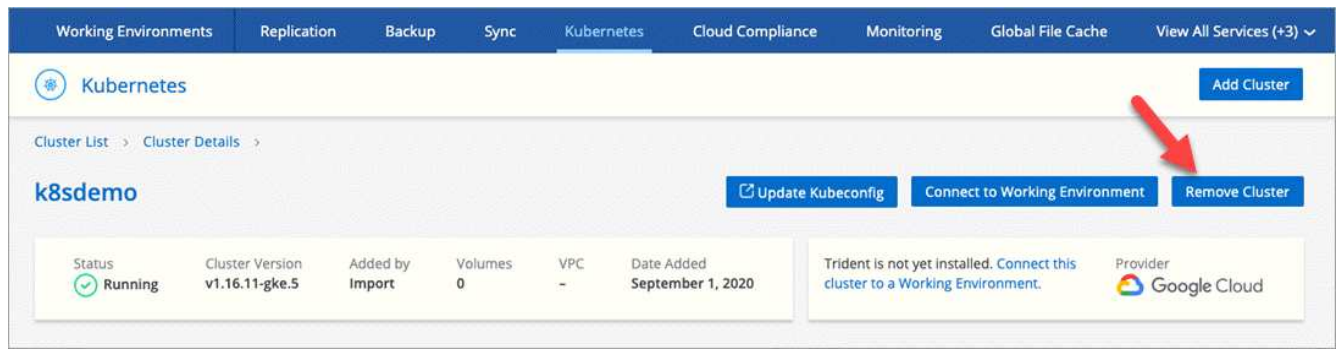 Working Environments Replication Backup Sync Kubernetes Cloud Compliance Monitoring Global File Cache View All Services (+3)
Kubernetes Add Cluster
Cluster List > Cluster Details >
k8sdemo Update Kubeconfig Connect to Working Environment Remove Cluster
Status Cluster Version Added by Volumes VPC Date Added
Running v1.16.11-gke.5 Import 0 – September 1, 2020
Trident is not yet installed. Connect this
cluster to a Working Environment.
Provider
Google Cloud